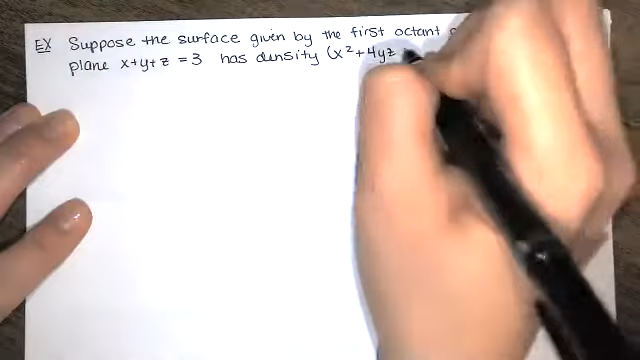 EX Suppose the surface given by the first octant
plane x+y+z = 3 has density (x²+4yz